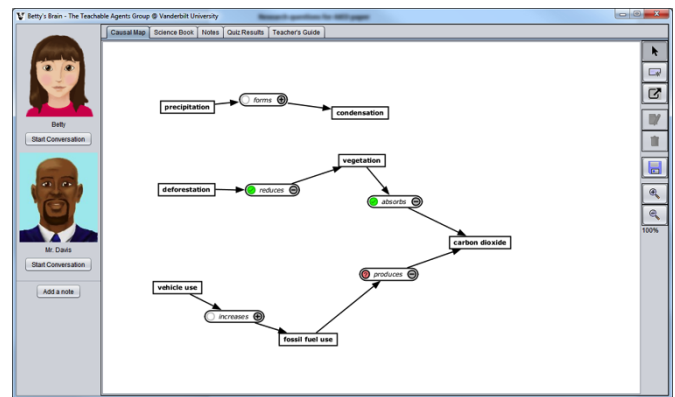 Betty's Brain - The Teachable Agents Group @ Vanderbilt University
Causal Map Science Book Notes Quiz Results Teacher's Guide
Betty
Start Conversation
Mr. Davis
Start Conversation
Add a note
precipitation
forms
condensation
vegetation
deforestation
reduces
absorbs
carbon dioxide
produces
vehicle use
increases
fossil fuel use
100%